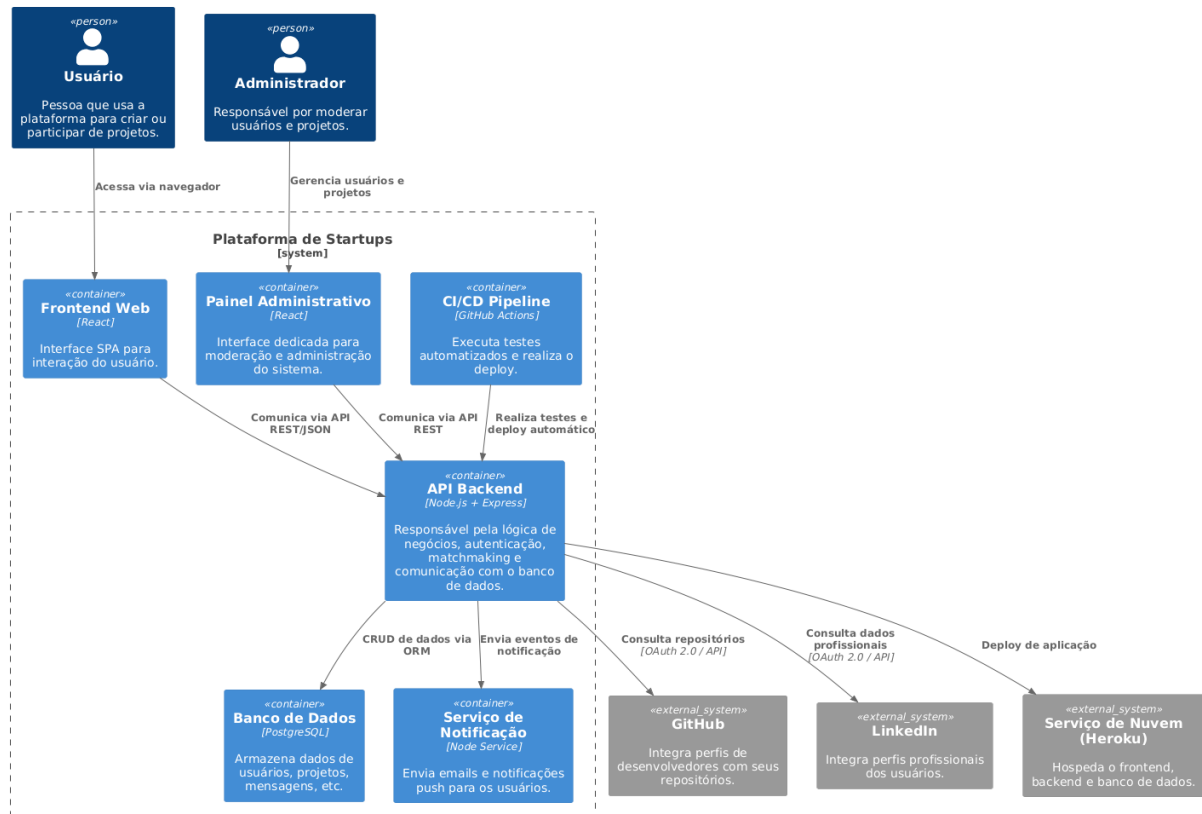 «person»
Usuário
Pessoa que usa a
plataforma para criar ou
participar de projetos.
«person»
Administrador
Responsável por moderar
usuários e projetos.
Acessa via navegador
Gerencia usuários e
projetos
Plataforma de Startups
[system]
«container»
Frontend Web
[React]
Interface SPA para
interação do usuário.
«container»
Painel Administrativo
[React]
Interface dedicada para
moderação e administração
do sistema.
«container»
CI/CD Pipeline
[GitHub Actions]
Executa testes
automatizados e realiza o
deploy.
Comunica via API
REST/JSON
Comunica via API
REST
Realiza testes e
deploy automático
«container»
API Backend
[Node.js + Express]
Responsável pela lógica de
negócios, autenticação,
matchmaking e
comunicação com o banco
de dados.
CRUD de dados via
ORM
Envia eventos de
notificação
Consulta repositórios
[OAuth 2.0 / API]
Consulta dados
profissionais
[OAuth 2.0 / API]
Deploy de aplicação
«container»
Banco de Dados
[PostgreSQL]
Armazena dados de
usuários, projetos,
mensagens, etc.
«container»
Serviço de
Notificação
[Node Service]
Envia emails e notificações
push para os usuários.
«external_system»
GitHub
Integra perfis de
desenvolvedores com seus
repositórios.
«external_system»
LinkedIn
Integra perfis profissionais
dos usuários.
«external_system»
Serviço de Nuvem
(Heroku)
Hospeda o frontend,
backend e banco de dados.